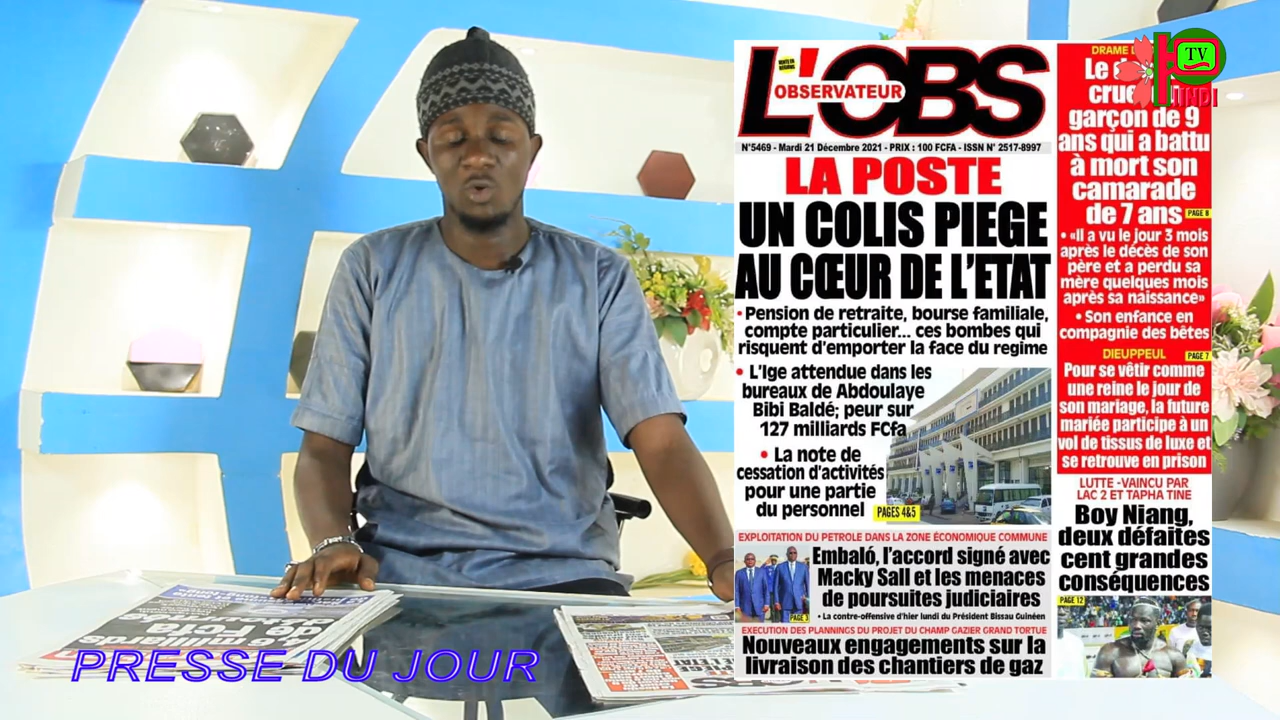 L'OBS
OBSERVATEUR
N°5469 - Mardi 21 Décembre 2021 - PRIX : 100 FCFA - ISSN N° 2517-8997
LA POSTE
UN COLIS PIEGE
AU CŒUR DE L'ETAT
• Pension de retraite, bourse familiale,
compte particulier... ces bombes qui
risquent d'emporter la face du regime
• L'Ige attendue dans les
bureaux de Abdoulaye
Bibi Baldé; peur sur
127 milliards FCfa
• La note de
cessation d'activités
pour une partie
du personnel
PAGES 4&5
EXPLOITATION DU PETROLE DANS LA ZONE ÉCONOMIQUE COMMUNE
Embaló, l'accord signé avec
Macky Sall et les menaces
de poursuites judiciaires
• La contre-offensive d'hier lundi du Président Bissau Guinéen
PAGE 3
EXECUTION DES PLANNINGS DU PROJET DU CHAMP GAZIER GRAND TORTUE
Nouveaux engagements sur la
livraison des chantiers de gaz
DRAME
Le
garçon de 9
ans qui a battu
à mort son
camarade
de 7 ans
PAGE 8
• «Il a vu le jour 3 mois
après le décès de son
père et a perdu sa
mère quelques mois
après sa naissance»
• Son enfance en
compagnie des bêtes
DIEUPPEUL
PAGE 7
Pour se vêtir comme
une reine le jour de
son mariage, la future
mariée participe à un
vol de tissus de luxe et
se retrouve en prison
LUTTE -VAINCU PAR
LAC 2 ET TAPHA TINE
Boy Niang,
deux défaites
cent grandes
conséquences
PAGE 12
TV
UNDI
PRESSE DU JOUR